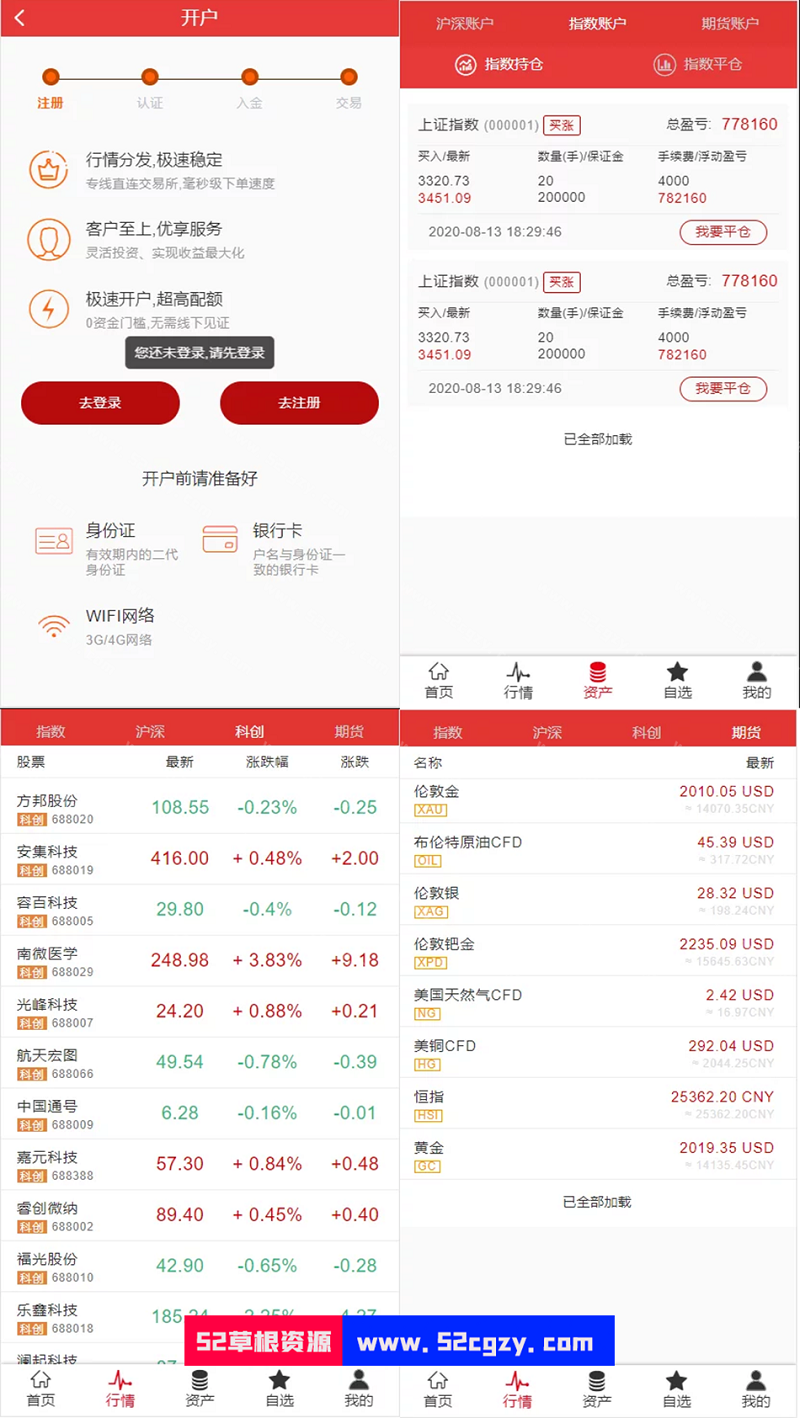 开户
注册
认证
入金
交易
行情分发,极速稳定
专线直连交易所,毫秒级下单速度
客户至上,优享服务
灵活投资、实现收益最大化
极速开户,超高配额
0资金门槛,无需线下见证
您还未登录,请先登录
去登录
去注册
开户前请准备好
身份证
有效期内的二代
身份证
银行卡
户名与身份证一
致的银行卡
WIFI网络
3G/4G网络
沪深账户 指数账户 期货账户
指数持仓 指数平仓
上证指数 (000001) 买涨 总盈亏: 778160
买入/最新 数量(手)/保证金 手续费/浮动盈亏
3320.73 20 4000
3451.09 200000 782160
2020-08-13 18:29:46 我要平仓
上证指数 (000001) 买涨 总盈亏: 778160
买入/最新 数量(手)/保证金 手续费/浮动盈亏
3320.73 20 4000
3451.09 200000 782160
2020-08-13 18:29:46 我要平仓
已全部加载
首页 行情 资产 自选 我的
指数 沪深 科创 期货
股票 最新 涨跌幅 涨跌
方邦股份 108.55 -0.23% -0.25
科创 688020
安集科技 416.00 + 0.48% +2.00
科创 688019
容百科技 29.80 -0.4% -0.12
科创 688005
南微医学 248.98 + 3.83% +9.18
科创 688029
光峰科技 24.20 + 0.88% +0.21
科创 688007
航天宏图 49.54 -0.78% -0.39
科创 688066
中国通号 6.28 -0.16% -0.01
科创 688009
嘉元科技 57.30 + 0.84% +0.48
科创 688388
睿创微纳 89.40 + 0.45% +0.40
科创 688002
福光股份 42.90 -0.65% -0.28
科创 688010
乐鑫科技
科创 688018
澜起科技
首页 行情 资产 自选 我的
指数 沪深 科创 期货
名称 最新
伦敦金 2010.05 USD
XAU ≈ 14070.35CNY
布伦特原油CFD 45.39 USD
OIL ≈ 317.72CNY
伦敦银 28.32 USD
XAG ≈ 198.24CNY
伦敦钯金 2235.09 USD
XPD ≈ 15645.63CNY
美国天然气CFD 2.42 USD
NG ≈ 16.97CNY
美铜CFD 292.04 USD
HG ≈ 2044.25CNY
恒指 25362.20 CNY
HSI ≈ 25362.20CNY
黄金 2019.35 USD
GC ≈ 14135.45CNY
已全部加载
首页 行情 资产 自选 我的
52草根资源 www.52cgzy.com